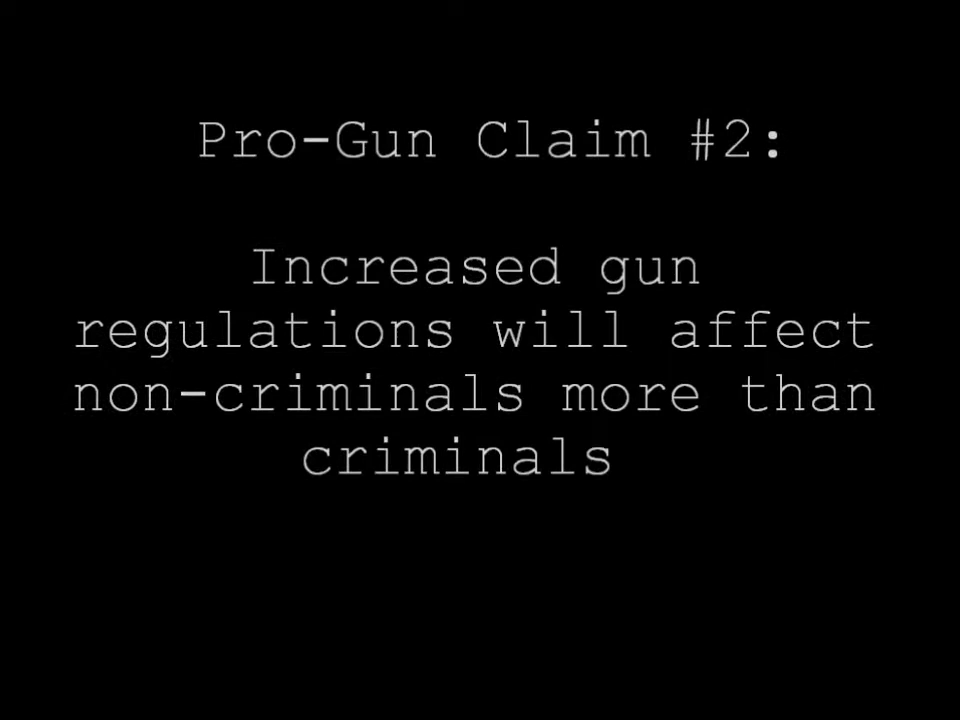 Pro-Gun Claim #2:
Increased gun
regulations will affect
non-criminals more than
criminals